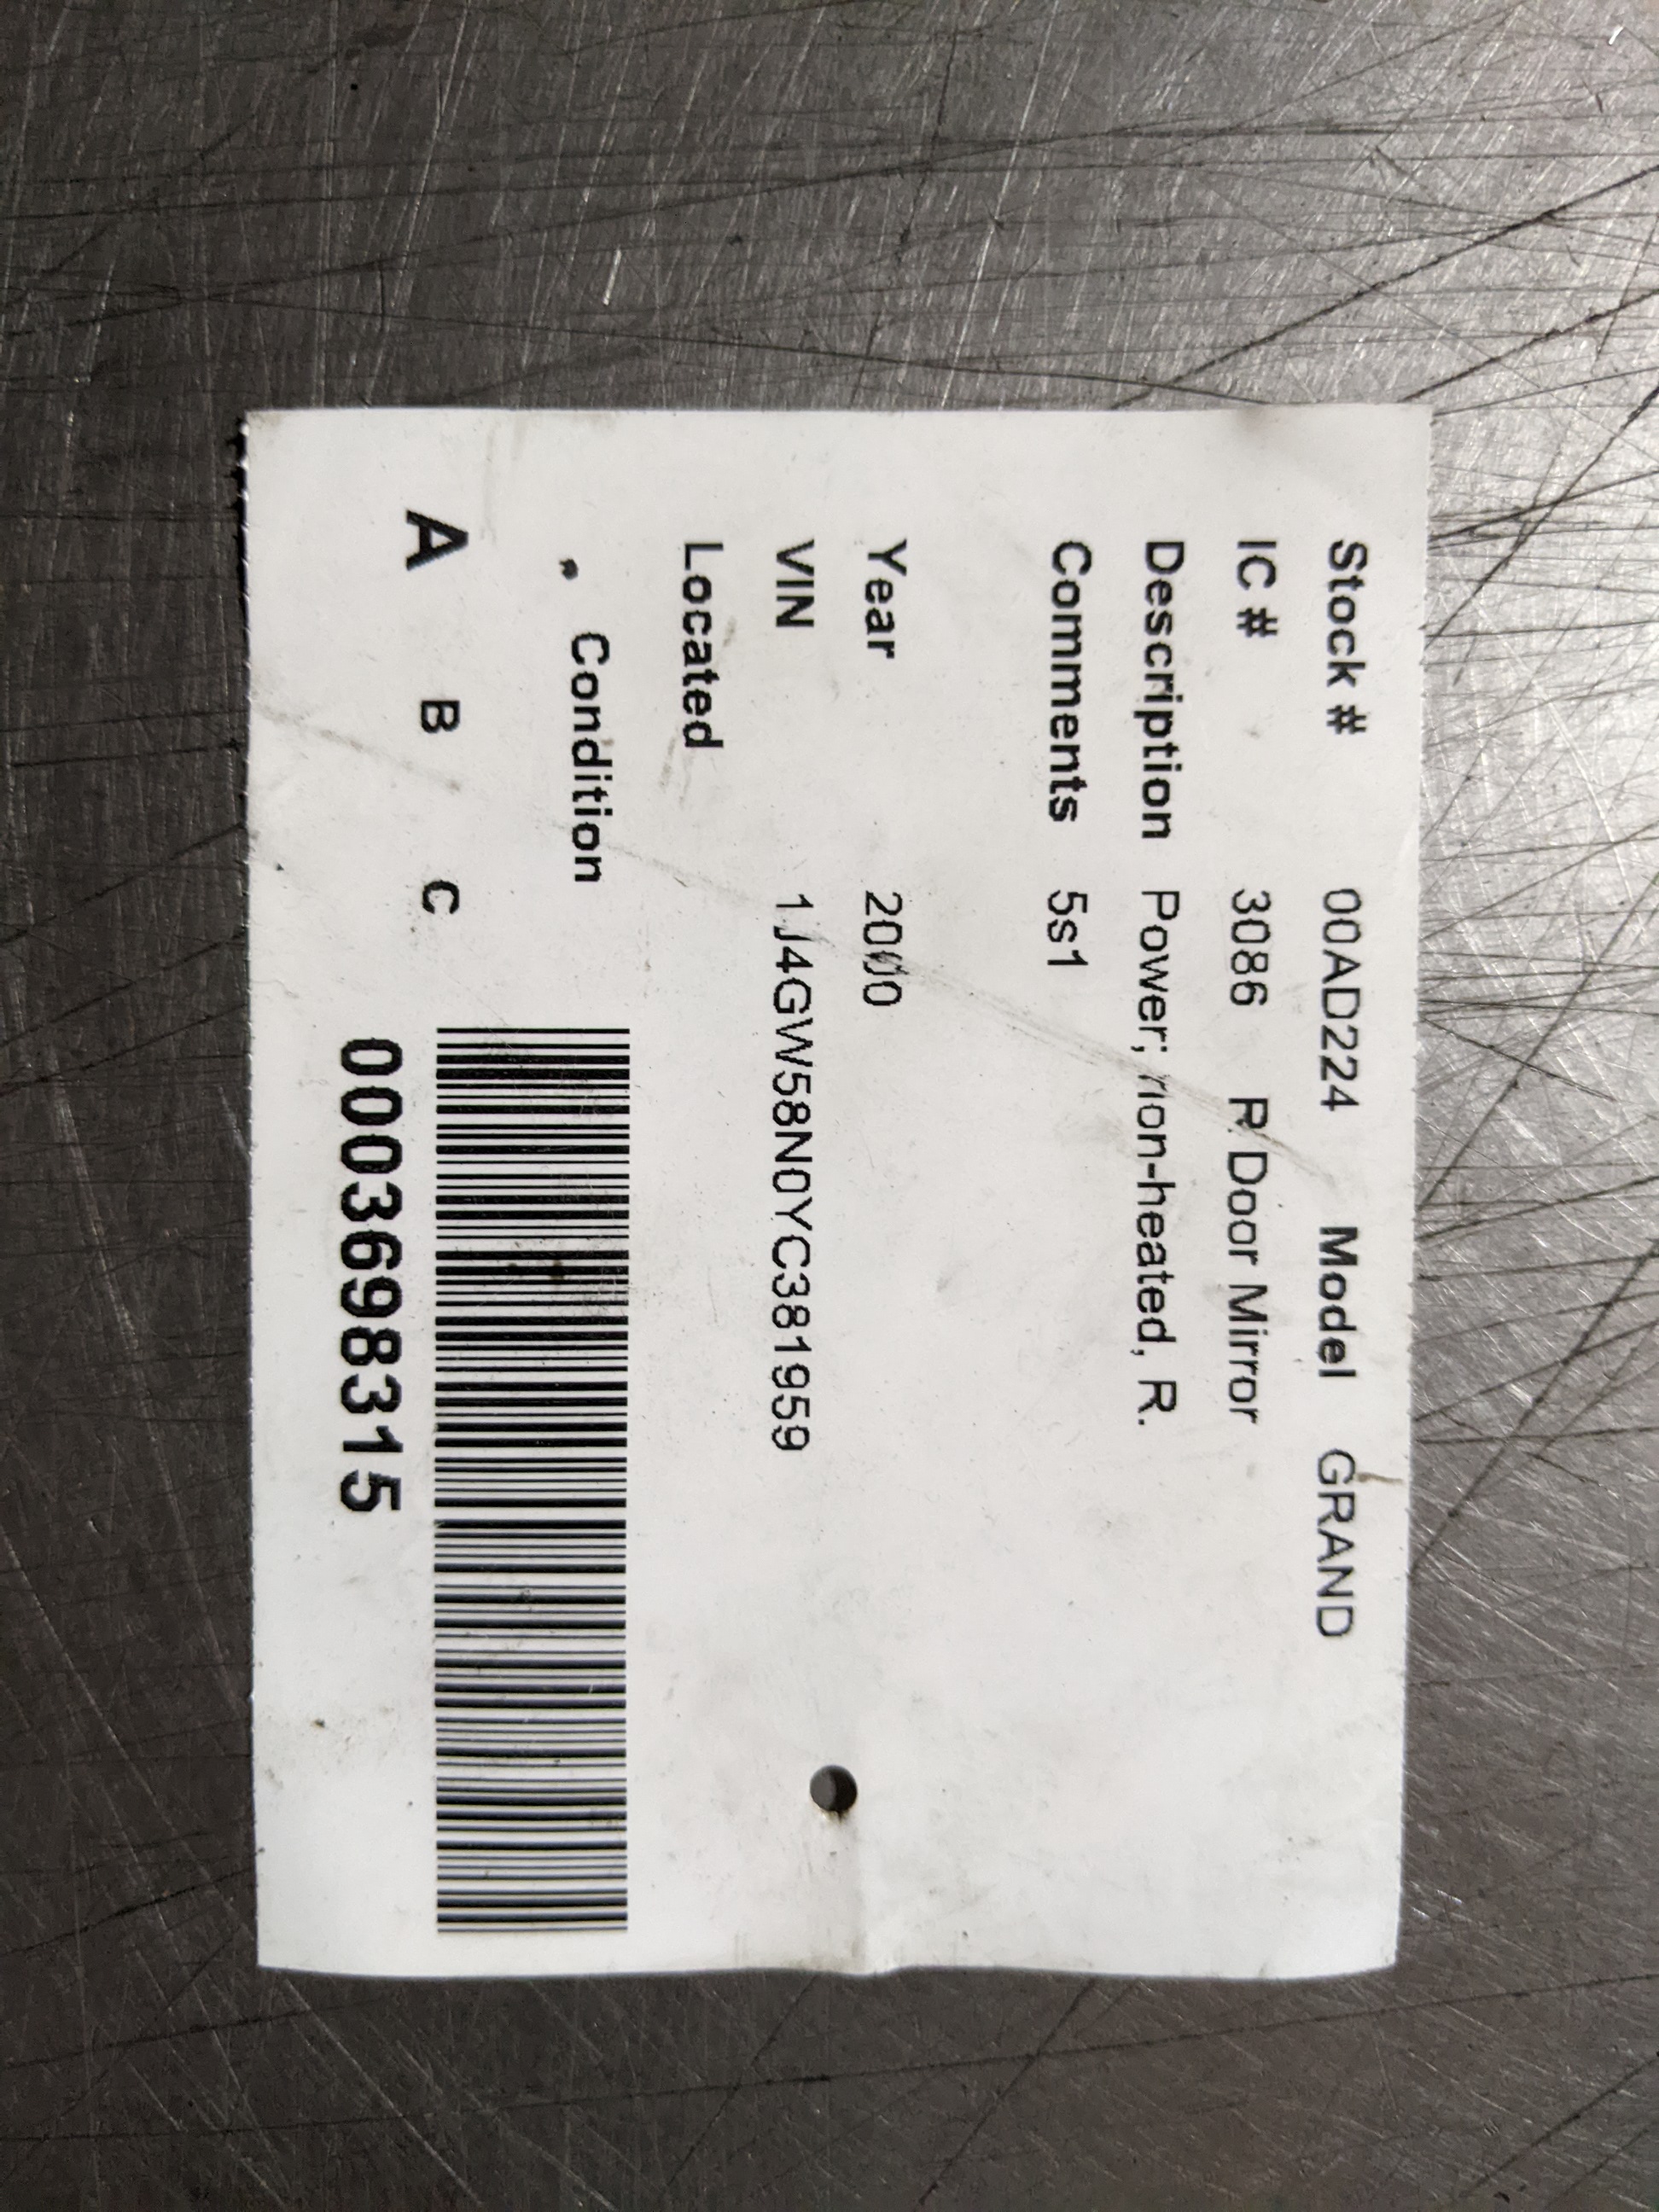 Stock # 00AD224 Model GRAND
IC # 3086 R Door Mirror
Description Power; non-heated, R.
Comments 5s1
Year 2000
VIN 1J4GW58N0YC381959
Located
Condition
A B C
0003698315